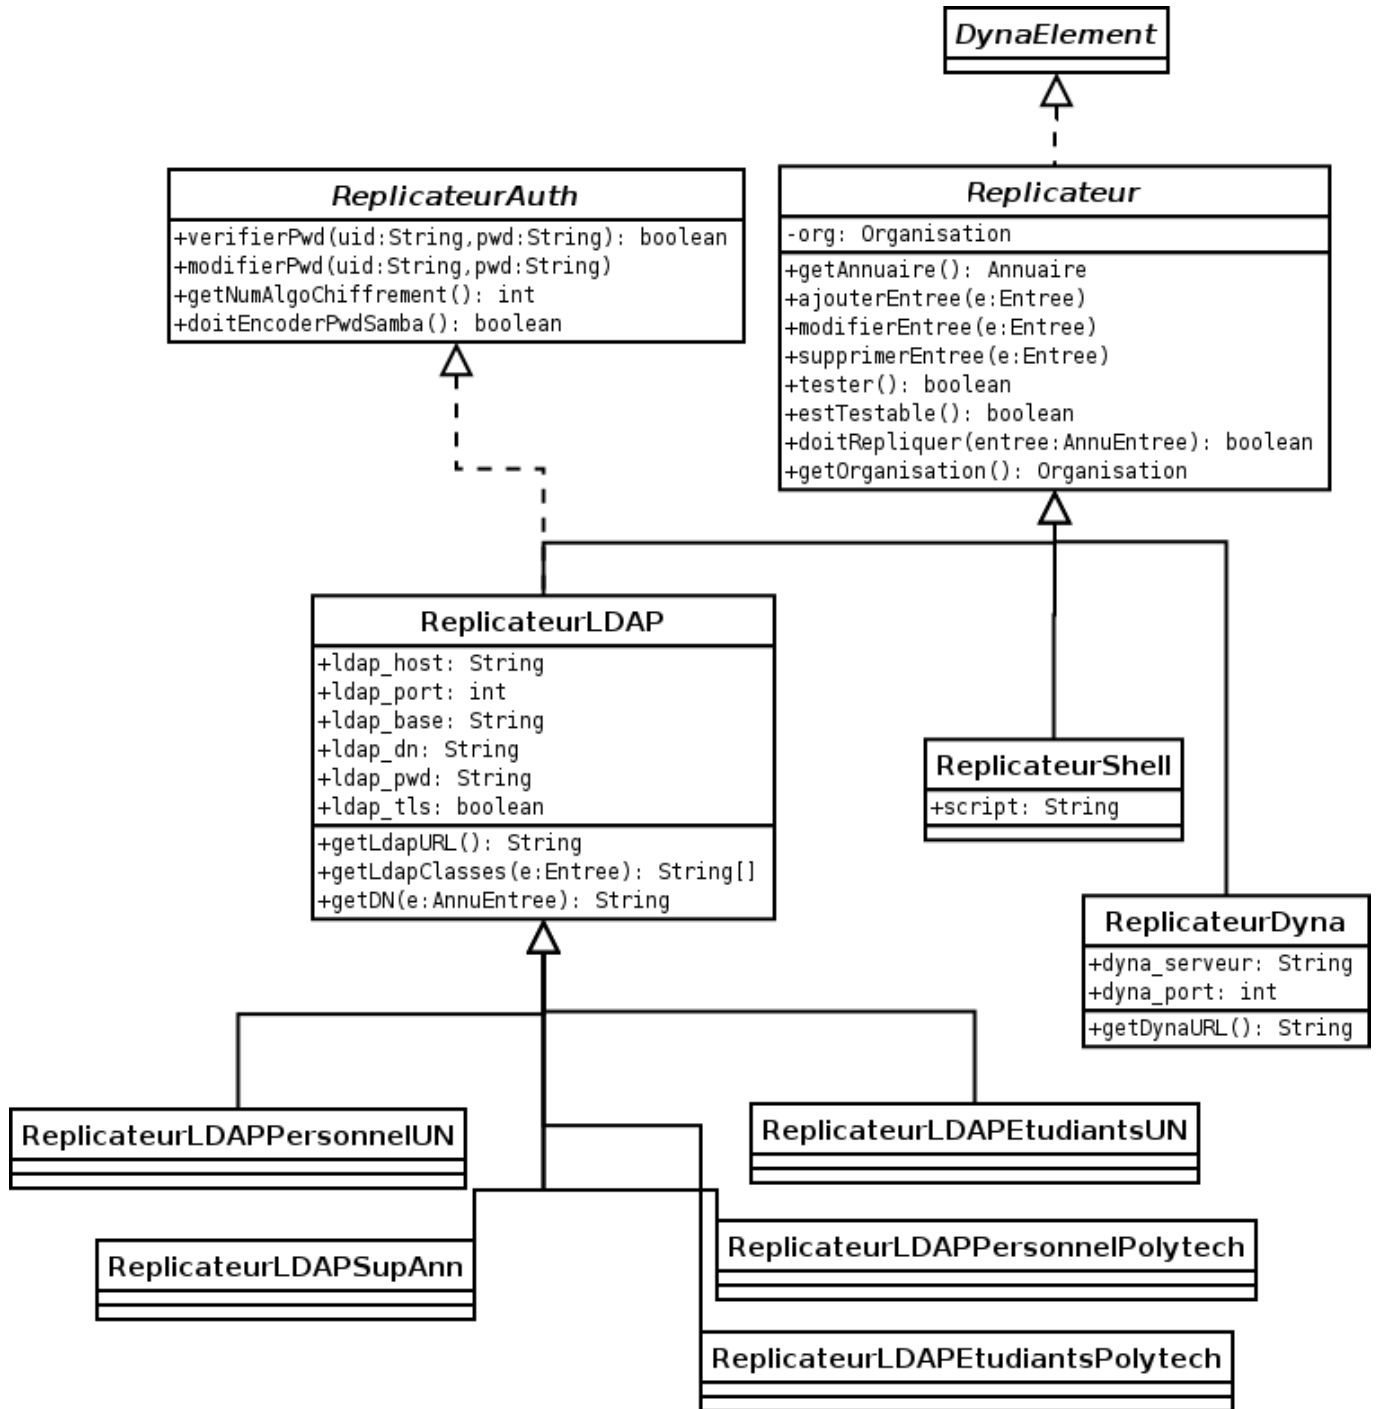 DynaElement
ReplicateurAuth
+verifierPwd(uid:String,pwd:String): boolean
+modifierPwd(uid:String,pwd:String)
+getNumAlgoChiffrement(): int
+doitEncoderPwdSamba(): boolean
Replicateur
-org: Organisation
+getAnnuaire(): Annuaire
+ajouterEntree(e:Entree)
+modifierEntree(e:Entree)
+supprimerEntree(e:Entree)
+tester(): boolean
+estTestable(): boolean
+doitRepliquer(entree:AnnuEntree): boolean
+getOrganisation(): Organisation
ReplicateurLDAP
+ldap_host: String
+ldap_port: int
+ldap_base: String
+ldap_dn: String
+ldap_pwd: String
+ldap_tls: boolean
+getLdapURL(): String
+getLdapClasses(e:Entree): String[]
+getDN(e:AnnuEntree): String
ReplicateurShell
+script: String
ReplicateurDyna
+dyna_serveur: String
+dyna_port: int
+getDynaURL(): String
ReplicateurLDAPPersonnelUN
ReplicateurLDAPEtudiantsUN
ReplicateurLDAPSupAnn
ReplicateurLDAPPersonnelPolytech
ReplicateurLDAPEtudiantsPolytech